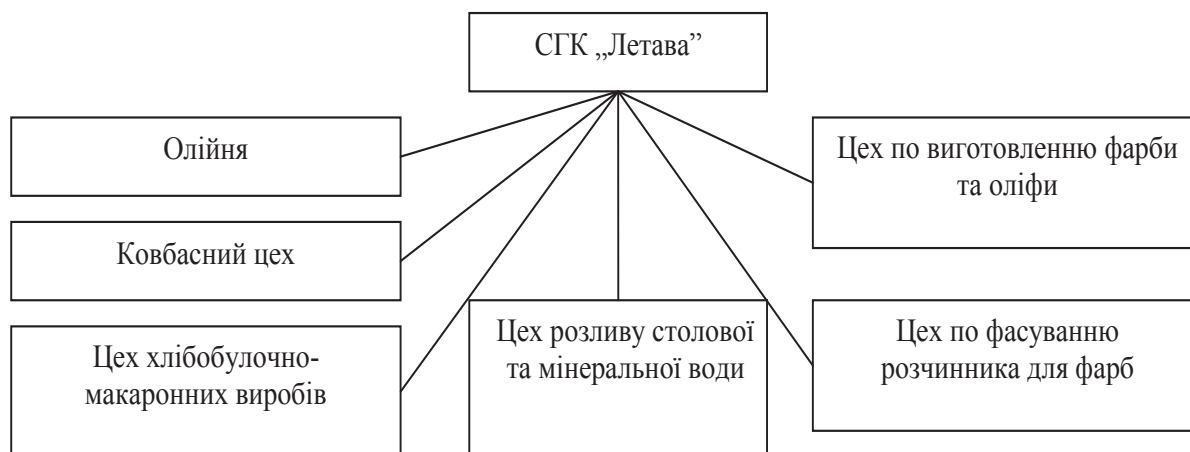 СГК „Летава”
Олійня
Ковбасний цех
Цех хлібобулочно-
макаронних виробів
Цех розливу столової
та мінеральної води
Цех по виготовленню фарби
та оліфи
Цех по фасуванню
розчинника для фарб